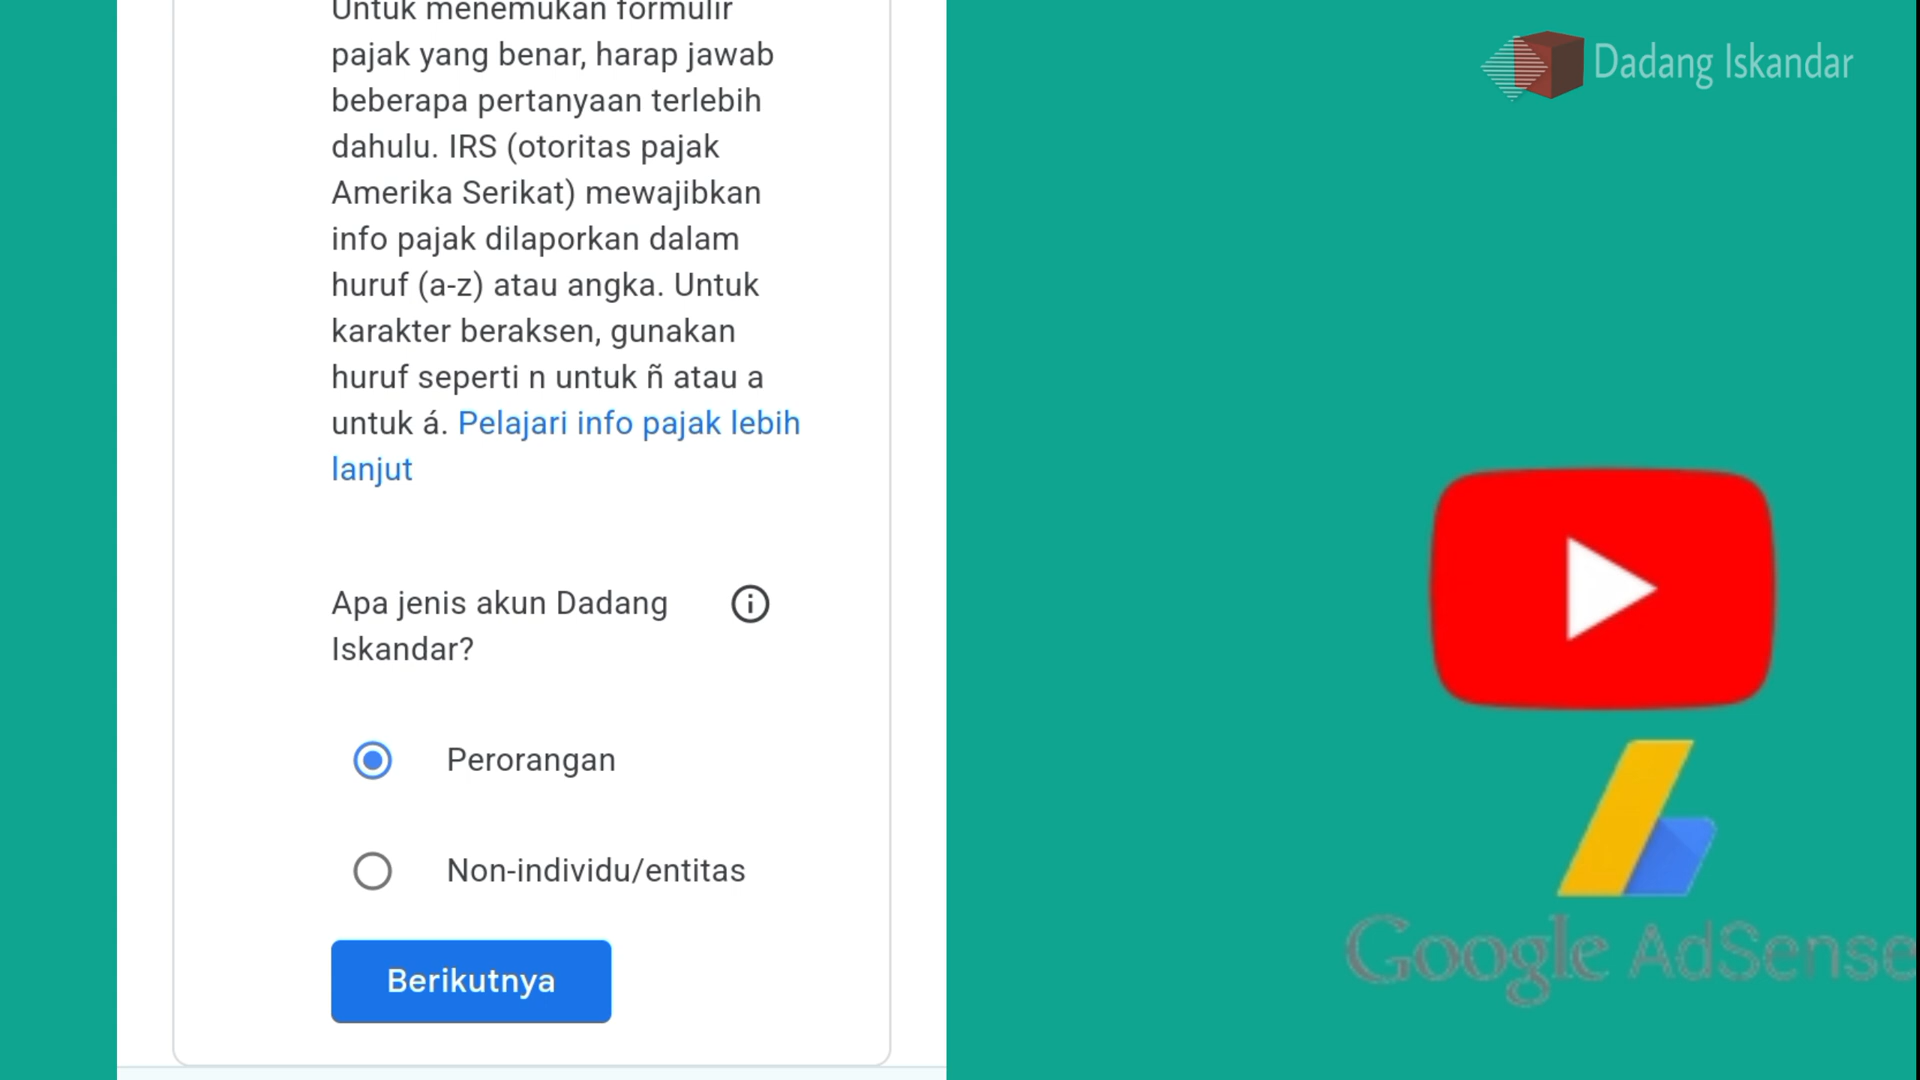 Untuk menemukan formulir
pajak yang benar, harap jawab
beberapa pertanyaan terlebih
dahulu. IRS (otoritas pajak
Amerika Serikat) mewajibkan
info pajak dilaporkan dalam
huruf (a-z) atau angka. Untuk
karakter beraksen, gunakan
huruf seperti n untuk ñ atau a
untuk á. Pelajari info pajak lebih
lanjut
Apa jenis akun Dadang
Iskandar?
Perorangan
Non-individu/entitas
Berikutnya
Dadang Iskandar
Google AdSense